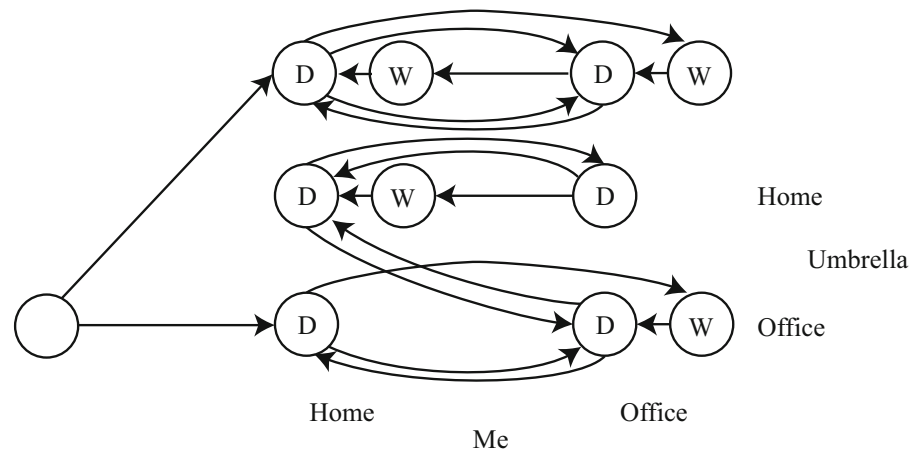 D W D W
D W D Home
Umbrella
D D W Office
Home Office
Me